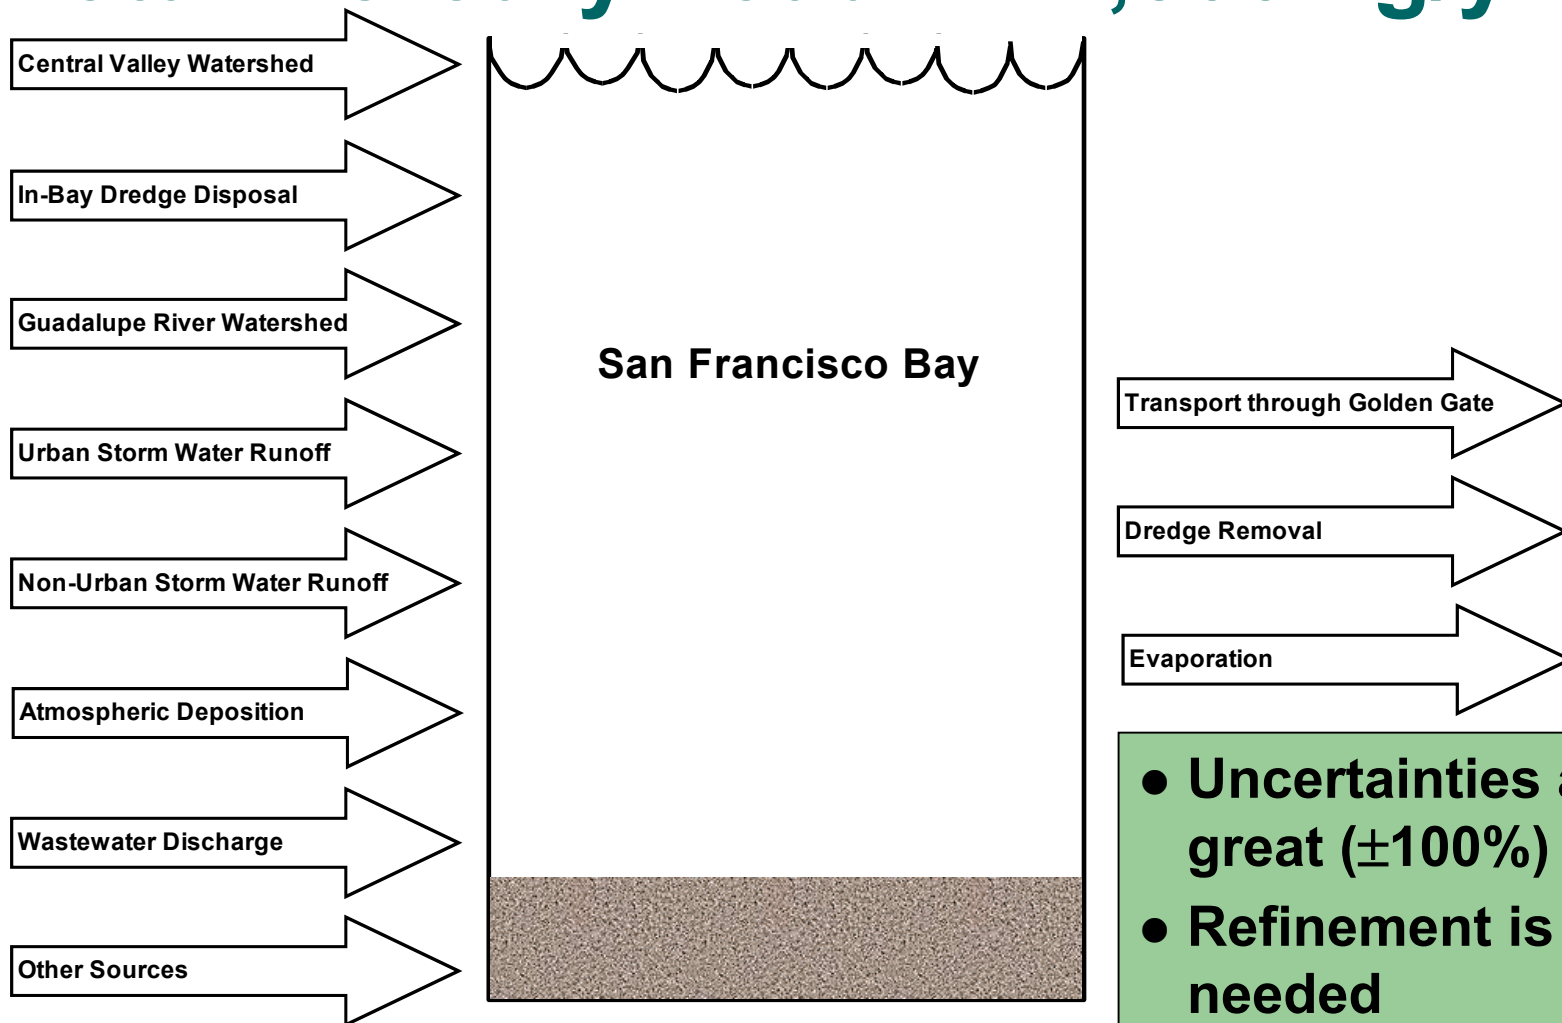 Central Valley Watershed
In-Bay Dredge Disposal
Guadalupe River Watershed
Urban Storm Water Runoff
Non-Urban Storm Water Runoff
Atmospheric Deposition
Wastewater Discharge
Other Sources
San Francisco Bay
Transport through Golden Gate
Dredge Removal
Evaporation
● Uncertainties
great (±100%)
● Refinement is
needed